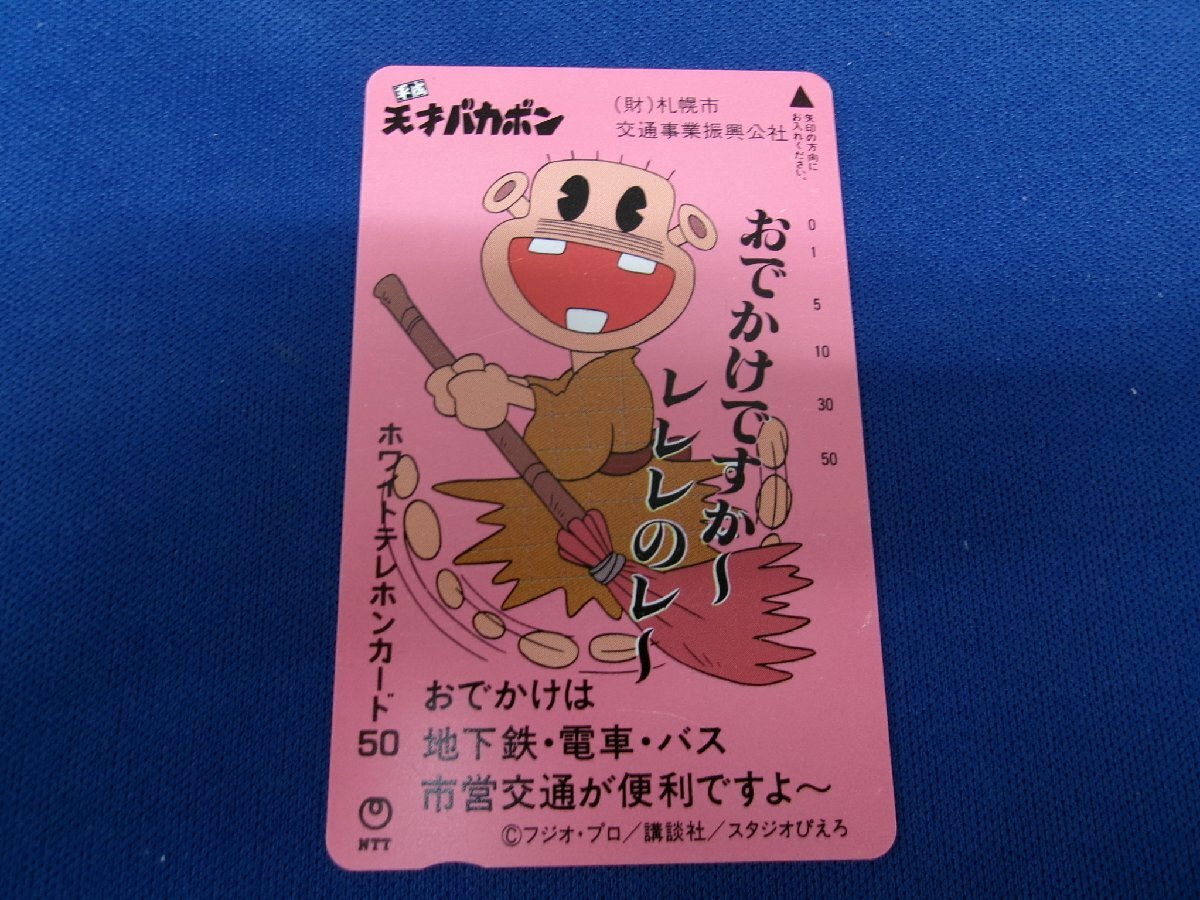 平成
天才バカボン
(財)札幌市
交通事業振興公社
矢印の方向に
お入れください。
0
1
5
10
30
50
おでかけですか〜
レレレのレ〜
ホワイトテレホンカード50
おでかけは
地下鉄・電車・バス
市営交通が便利ですよ〜
NTT
©フジオ・プロ/講談社/スタジオぴえろ